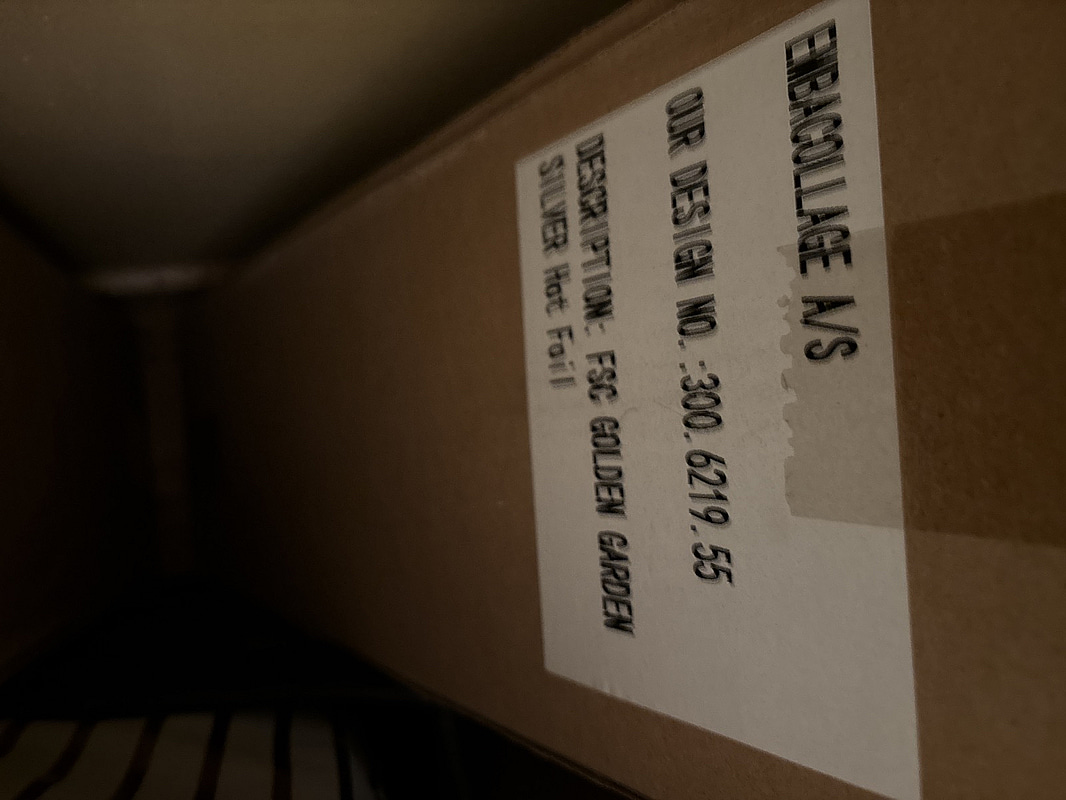 EMBACOLLAGE A/S
OUR DESIGN NO.:300.6219.55
DESCRIPTION: FSC GOLDEN GARDEN
SILVER Hot Foil